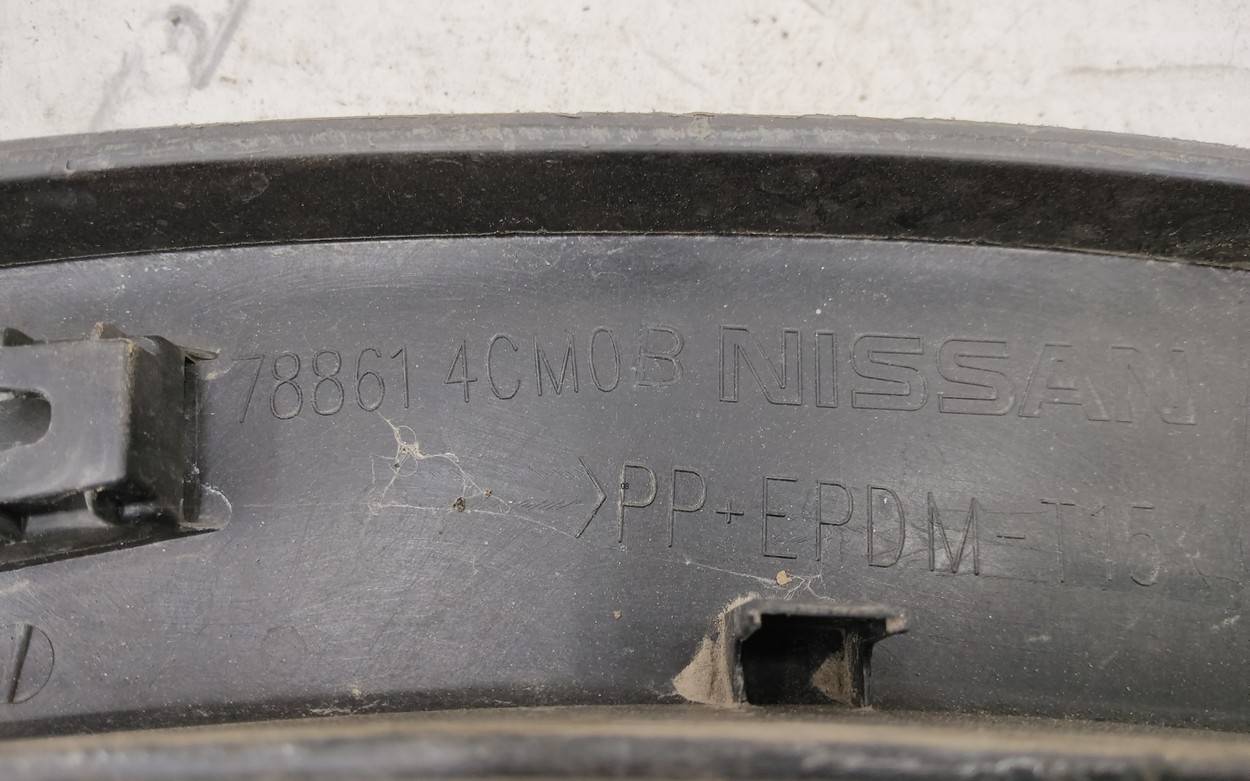 78861 4CM0B NISSAN
>PP+EPDM-T15<